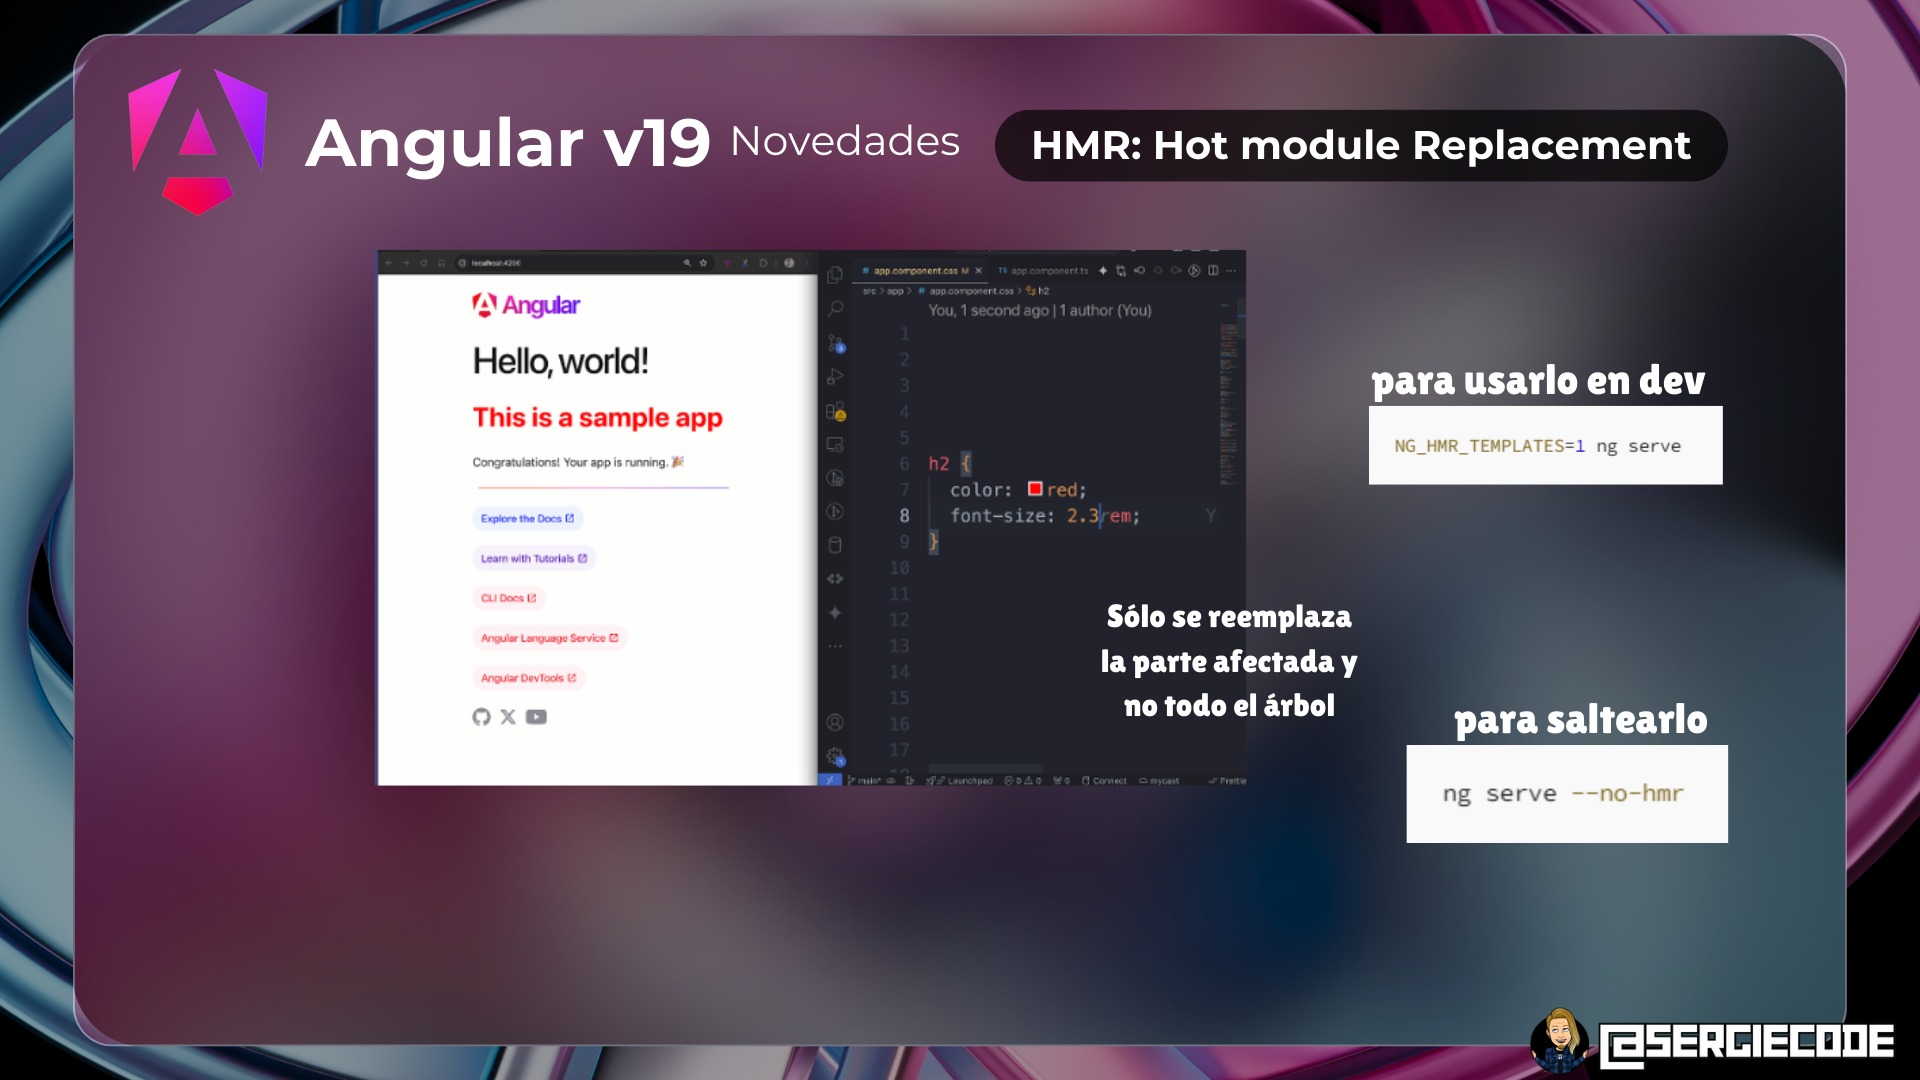 Angular v19 Novedades
HMR: Hot module Replacement
localhost:4200
Angular
Hello, world!
This is a sample app
Congratulations! Your app is running. 🎉
Explore the Docs
Learn with Tutorials
CLI Docs
Angular Language Service
Angular DevTools
# app.component.css M ×
TS app.component.ts
src > app > # app.component.css > h2
You, 1 second ago | 1 author (You)
1
2
3
4
5
6 h2 {
7 color: red;
8 font-size: 2.3rem;
9 }
10
11
12
13
14
15
16
17
main*
Launchpad
0 0
0
Connect
mycast
Prettie
Sólo se reemplaza
la parte afectada y
no todo el árbol
para usarlo en dev
NG_HMR_TEMPLATES=1 ng serve
para saltearlo
ng serve --no-hmr
@SERGIECODE